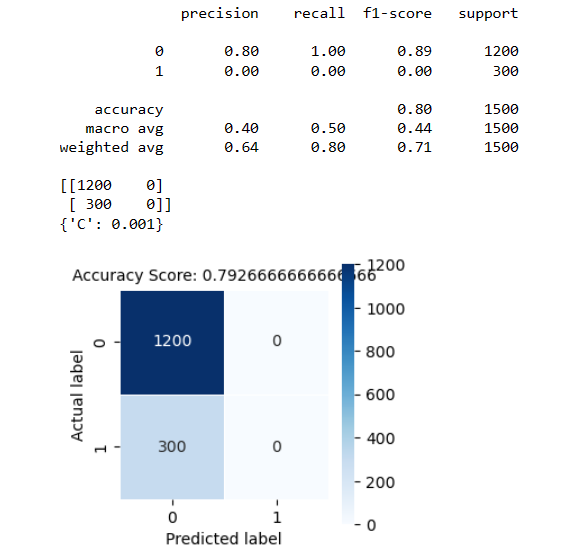 precision recall f1-score support
0 0.80 1.00 0.89 1200
1 0.00 0.00 0.00 300
accuracy 0.80 1500
macro avg 0.40 0.50 0.44 1500
weighted avg 0.64 0.80 0.71 1500
[[1200 0]
[ 300 0]]
{'C': 0.001}
Accuracy Score: 0.7926666666666666
1200
1000
800
600
400
200
0
Actual label
0
1
1200 0
300 0
0 1
Predicted label